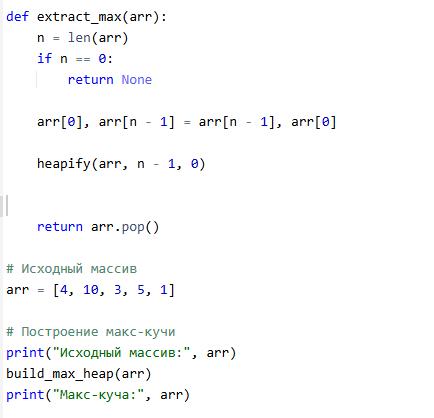 def extract_max(arr):
    n = len(arr)
    if n == 0:
        return None
    arr[0], arr[n - 1] = arr[n - 1], arr[0]
    heapify(arr, n - 1, 0)
    return arr.pop()
# Исходный массив
arr = [4, 10, 3, 5, 1]
# Построение макс-кучи
print("Исходный массив:", arr)
build_max_heap(arr)
print("Макс-куча:", arr)